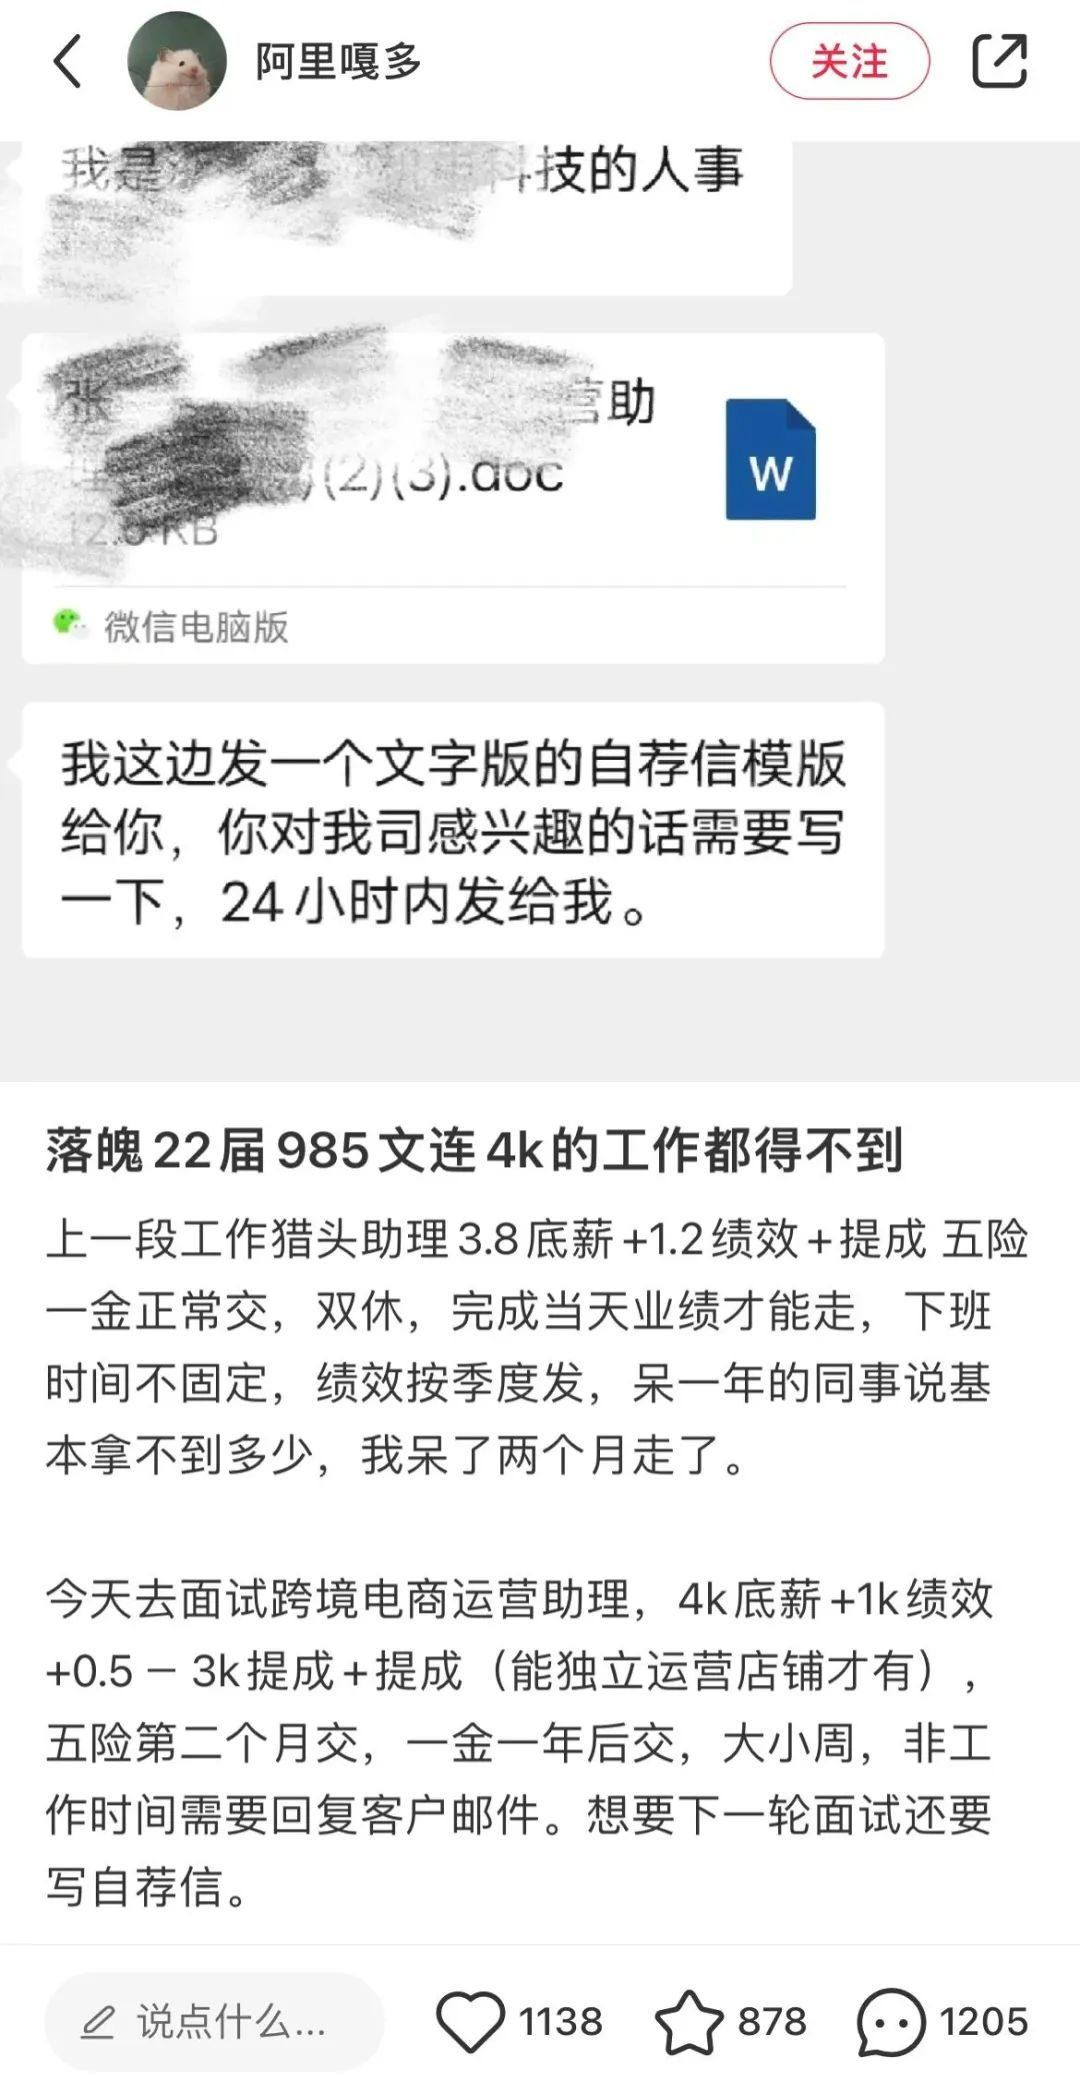 阿里嘎多
关注
我是 科技的人事
张 营助
(2)(3).doc
W
微信电脑版
我这边发一个文字版的自荐信模版
给你，你对我司感兴趣的话需要写
一下，24小时内发给我。
落魄22届985文连4k的工作都得不到
上一段工作猎头助理3.8底薪+1.2绩效+提成 五险
一金正常交，双休，完成当天业绩才能走，下班
时间不固定，绩效按季度发，呆一年的同事说基
本拿不到多少，我呆了两个月走了。
今天去面试跨境电商运营助理，4k底薪+1k绩效
+0.5－3k提成+提成（能独立运营店铺才有），
五险第二个月交，一金一年后交，大小周，非工
作时间需要回复客户邮件。想要下一轮面试还要
写自荐信。
说点什么...
1138
878
1205